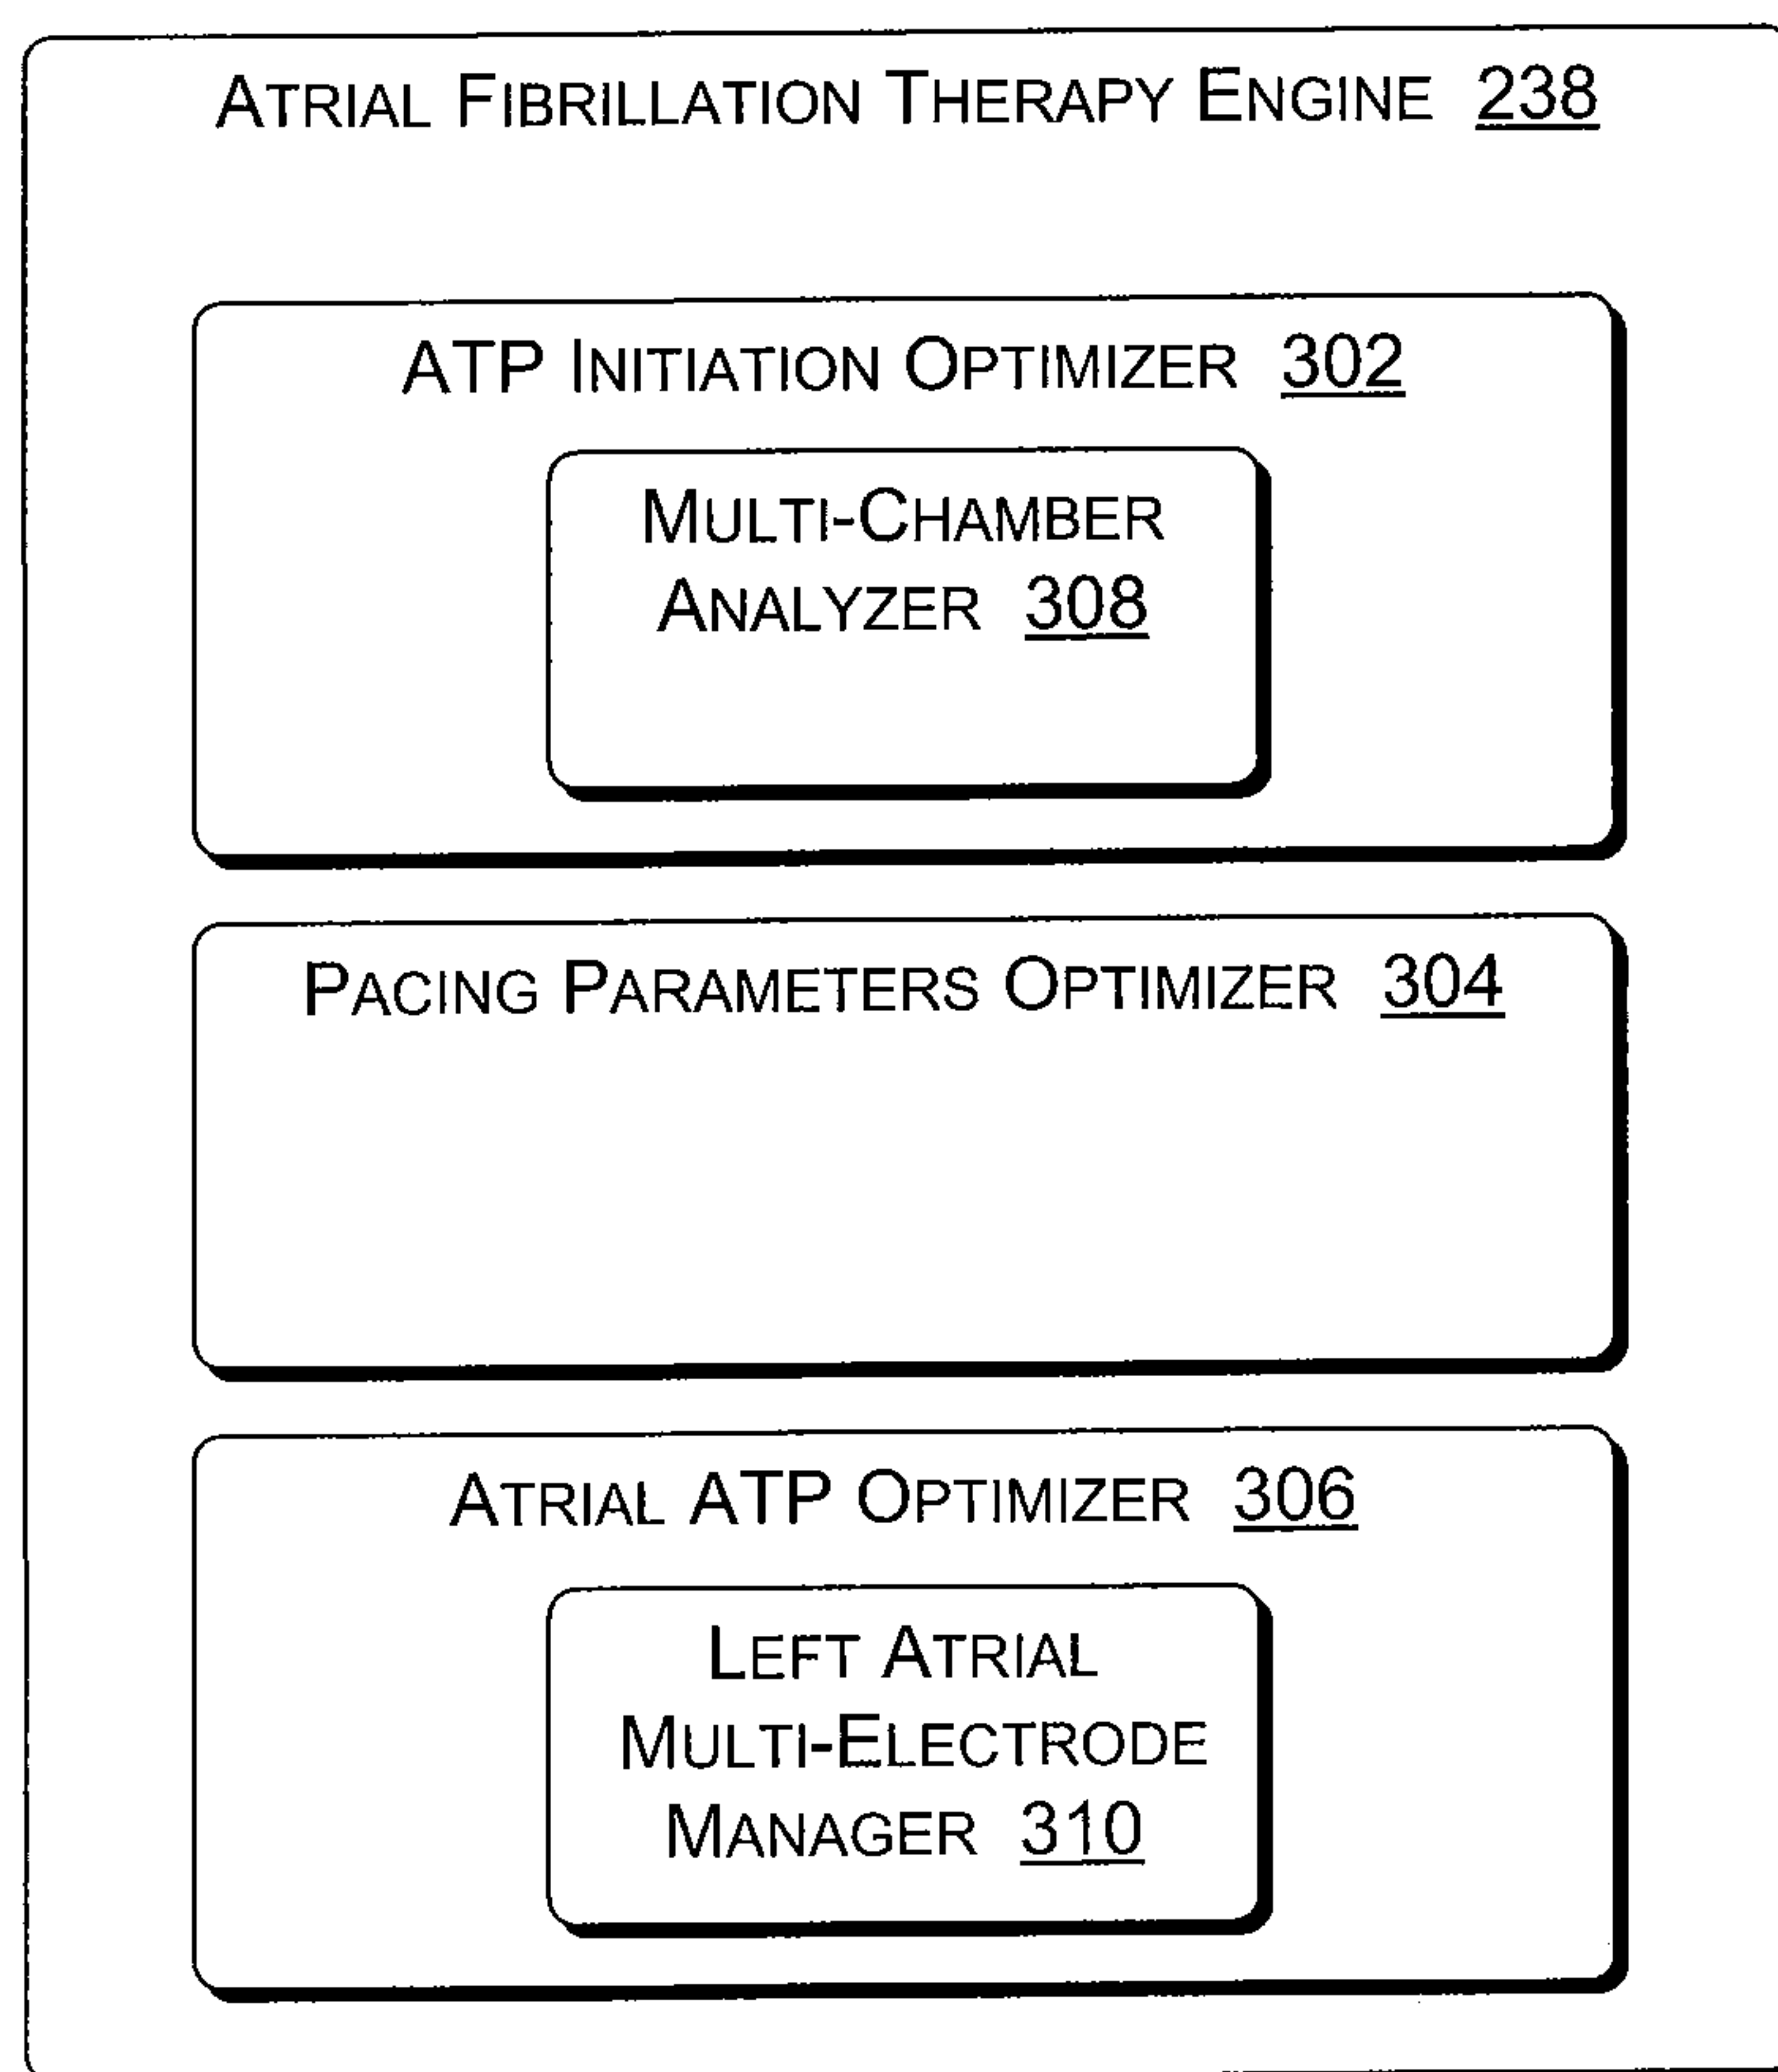 ATRIAL FIBRILLATION THERAPY ENGINE 238
ATP INITIATION OPTIMIZER 302
MULTI-CHAMBER
ANALYZER 308
PACING PARAMETERS OPTIMIZER 304
ATRIAL ATP OPTIMIZER 306
LEFT ATRIAL
MULTI-ELECTRODE
MANAGER 310